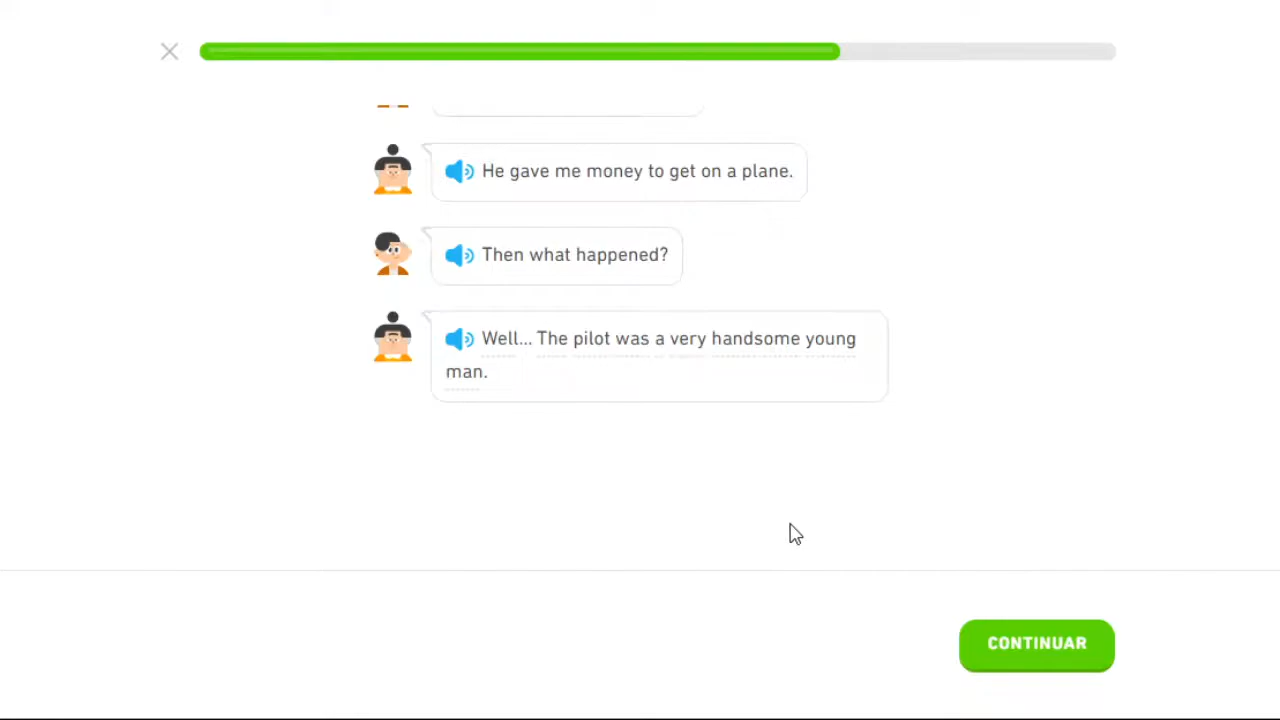 He gave me money to get on a plane.
Then what happened?
Well... The pilot was a very handsome young
man.
CONTINUAR